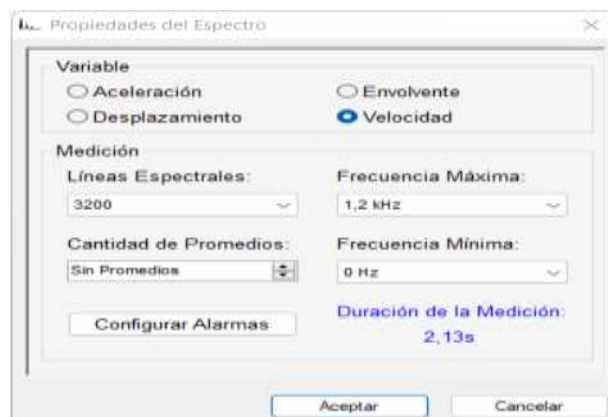 Propiedades del Espectro
Variable
Aceleración
Envolvente
Desplazamiento
Velocidad
Medición
Líneas Espectrales:
Frecuencia Máxima:
3200
1,2 kHz
Cantidad de Promedios:
Frecuencia Mínima:
Sin Promedios
0 Hz
Configurar Alarmas
Duración de la Medición:
2,13s
Aceptar
Cancelar